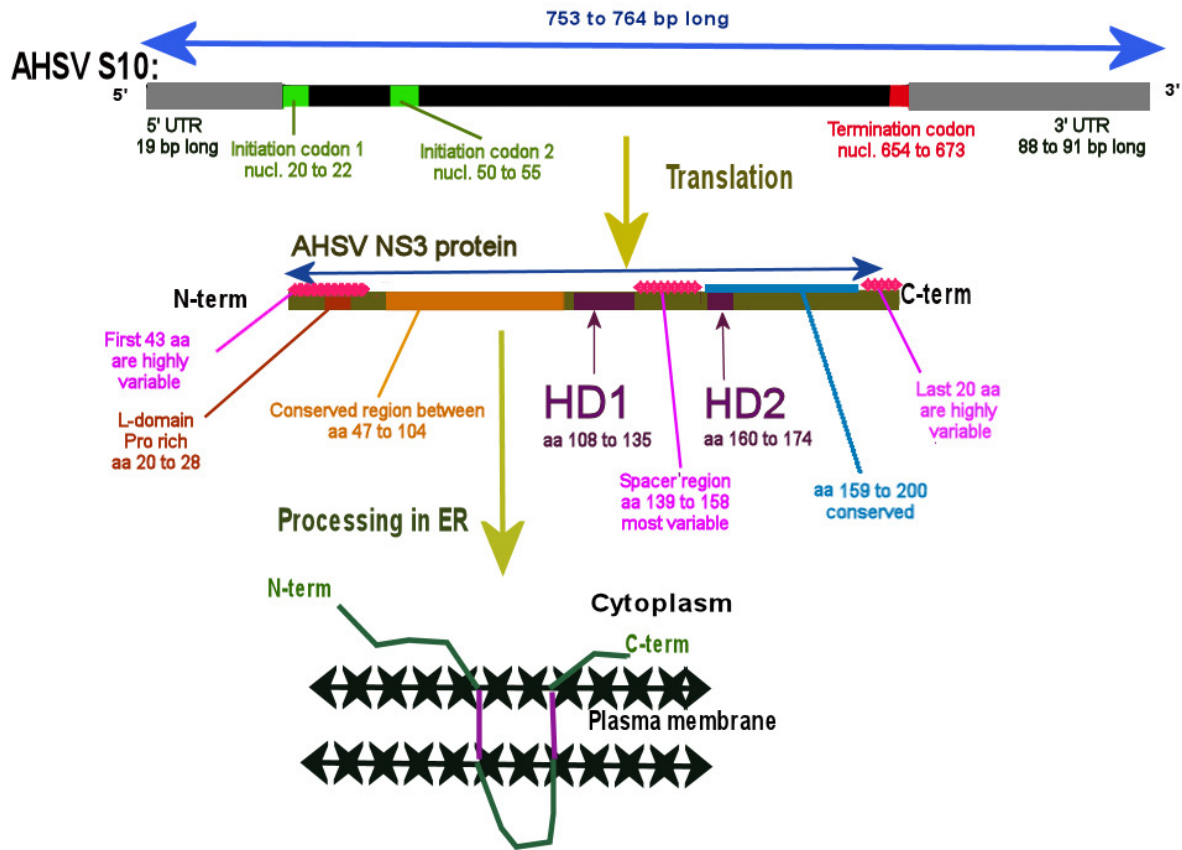 753 to 764 bp long
AHSV S10:
5'
3'
5' UTR
19 bp long
Initiation codon 1
nucl. 20 to 22
Initiation codon 2
nucl. 50 to 55
Termination codon
nucl. 654 to 673
3' UTR
88 to 91 bp long
Translation
AHSV NS3 protein
N-term
C-term
First 43 aa
are highly
variable
L-domain
Pro rich
aa 20 to 28
Conserved region between
aa 47 to 104
HD1
aa 108 to 135
HD2
aa 160 to 174
Spacer region
aa 139 to 158
most variable
aa 159 to 200
conserved
Last 20 aa
are highly
variable
Processing in ER
N-term
Cytoplasm
C-term
Plasma membrane